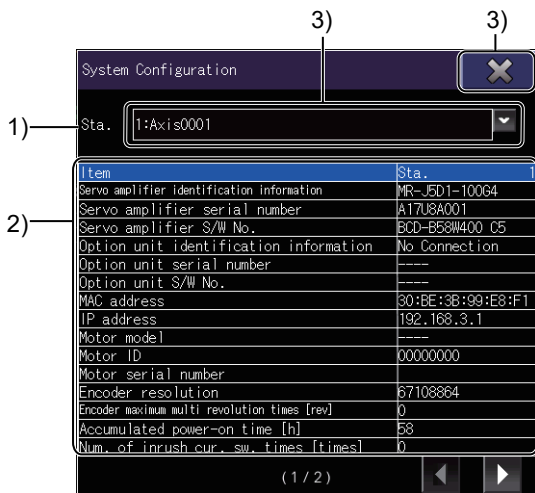 3) 3)
System Configuration
1) Sta. 1:Axis0001
2)
Item Sta. 1
Servo amplifier identification information MR-J5D1-100G4
Servo amplifier serial number A17U8A001
Servo amplifier S/W No. BCD-B58W400 C5
Option unit identification information No Connection
Option unit serial number ----
Option unit S/W No. ----
MAC address 30:BE:3B:99:E8:F1
IP address 192.168.3.1
Motor model ----
Motor ID 00000000
Motor serial number
Encoder resolution 67108864
Encoder maximum multi revolution times [rev] 0
Accumulated power-on time [h] 58
Num. of inrush cur. sw. times [times] 0
(1/2)